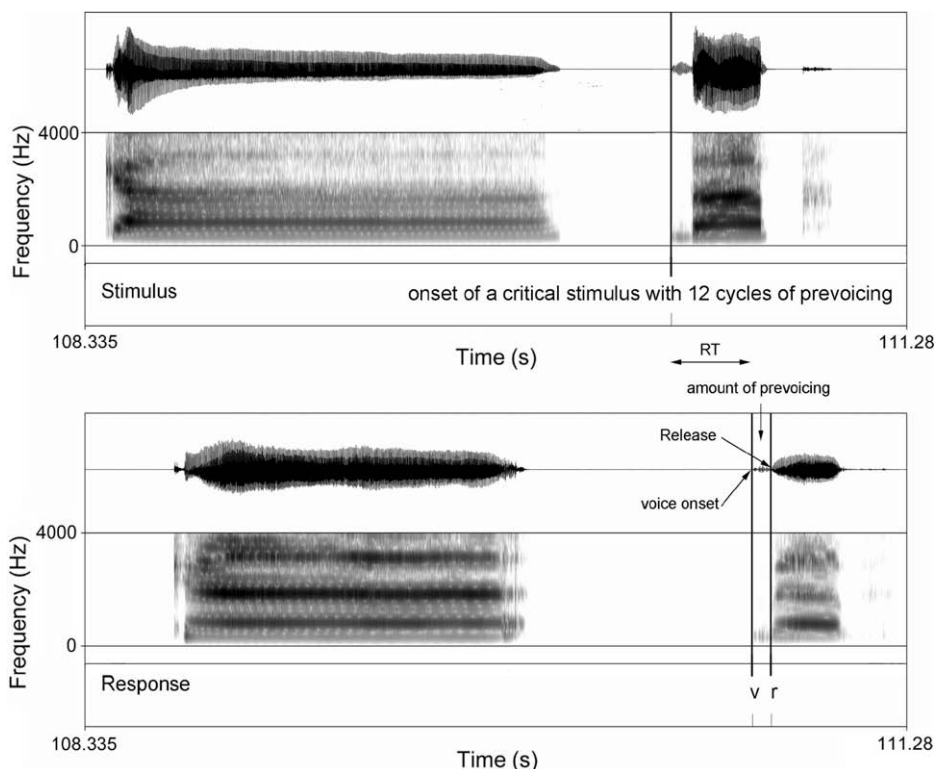 4000
Frequency (Hz)
0
Stimulus
onset of a critical stimulus with 12 cycles of prevoicing
108.335
111.28
Time (s)
RT
amount of prevoicing
Release
voice onset
4000
Frequency (Hz)
0
Response
v r
108.335
111.28
Time (s)